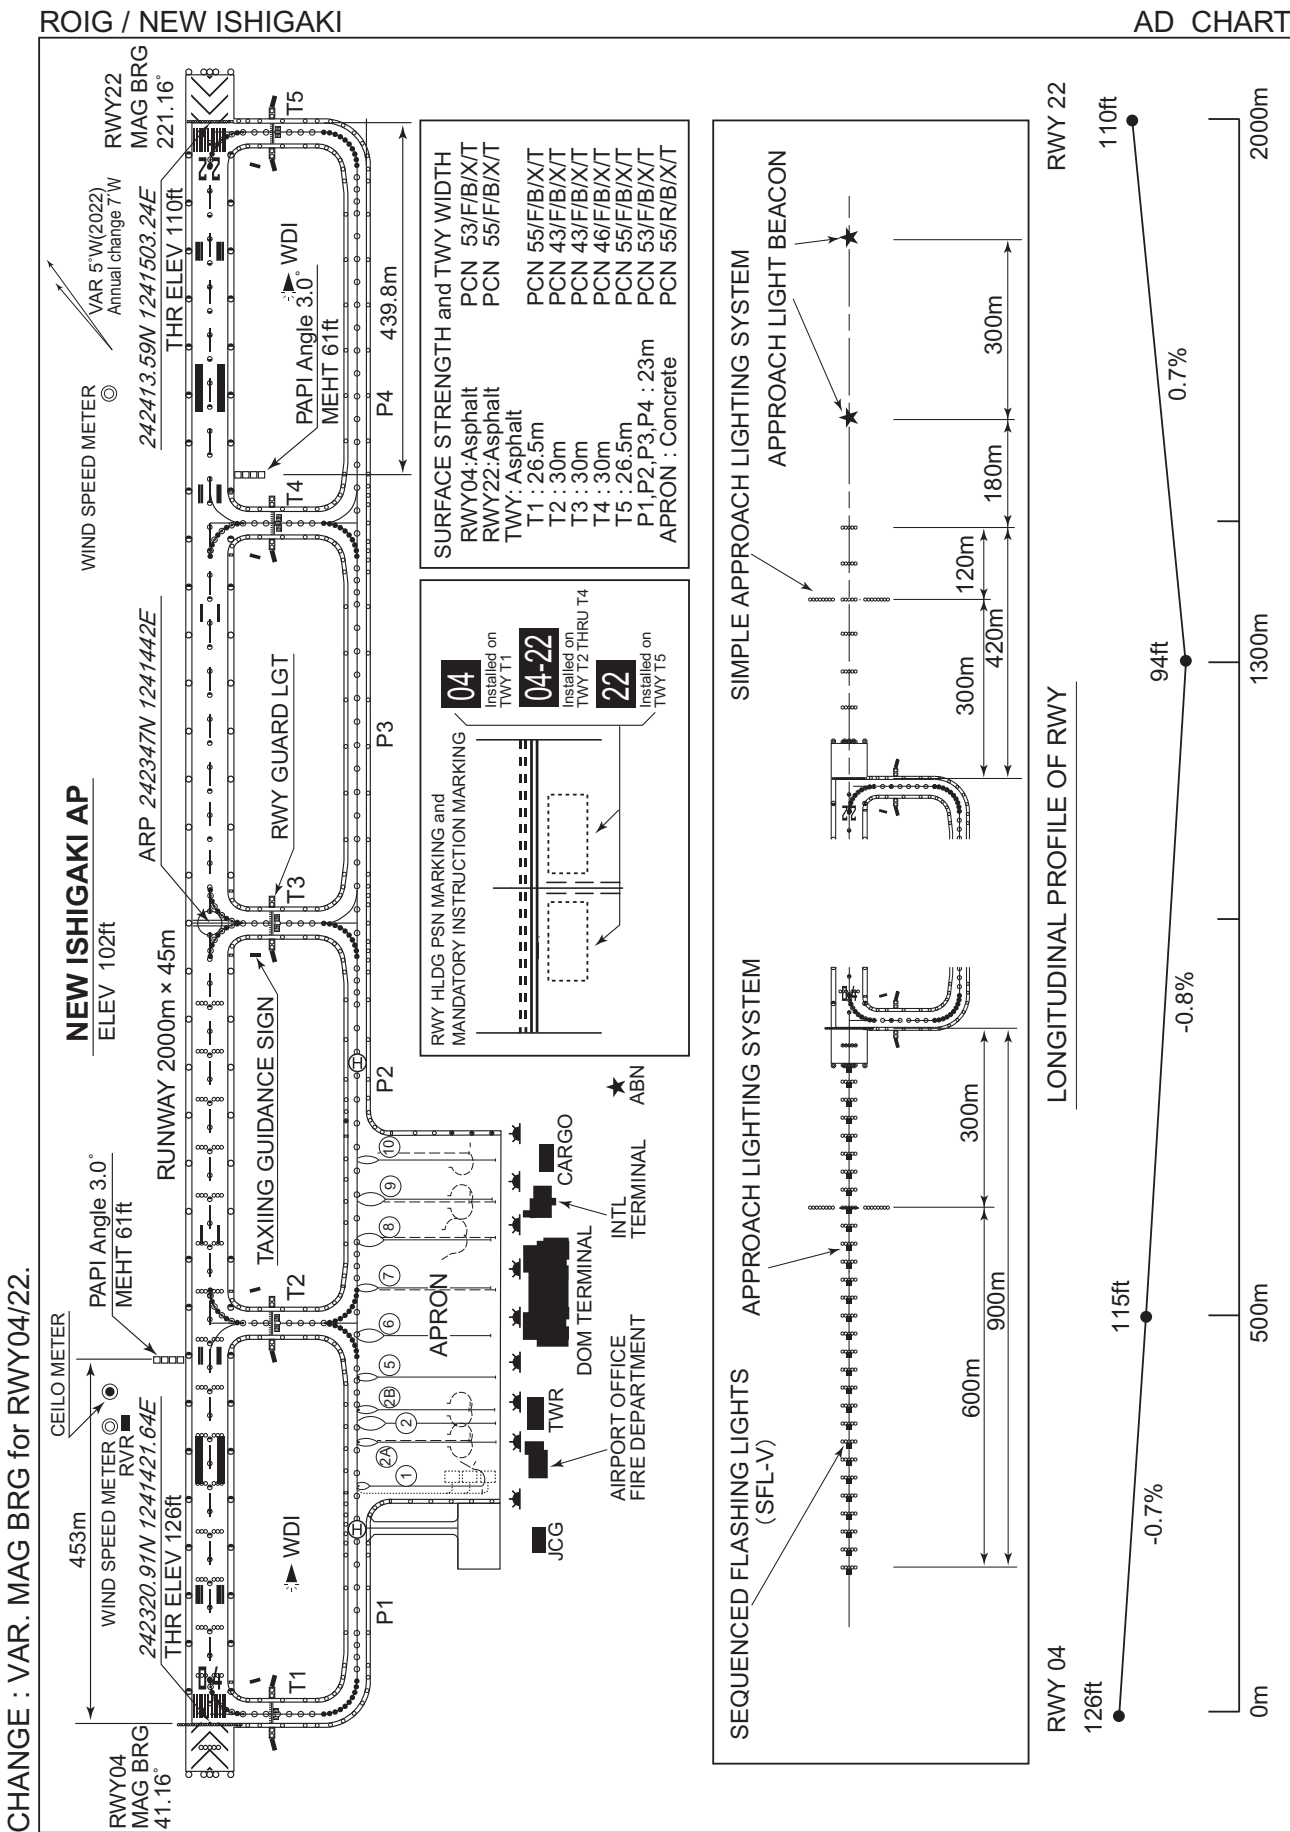 ROIG / NEW ISHIGAKI
AD CHART
CHANGE : VAR. MAG BRG for RWY04/22.
NEW ISHIGAKI AP
ELEV 102ft
RUNWAY 2000m × 45m
ARP 242347N 1241442E
VAR 5°W(2022)
Annual change 7'W
WIND SPEED METER
242413.59N 1241503.24E
THR ELEV 110ft
RWY22
MAG BRG
221.16°
CEILO METER
PAPI Angle 3.0°
MEHT 61ft
453m
WIND SPEED METER
RVR
242320.91N 1241421.64E
THR ELEV 126ft
RWY04
MAG BRG
41.16°
04
22
T1
T2
T3
T4
T5
WDI
TAXIING GUIDANCE SIGN
RWY GUARD LGT
PAPI Angle 3.0°
MEHT 61ft
WDI
439.8m
P1
P2
P3
P4
H
H
1
2A
2
2B
5
6
7
8
9
10
APRON
JCG
AIRPORT OFFICE
FIRE DEPARTMENT
TWR
DOM TERMINAL
INTL
TERMINAL
CARGO
ABN
RWY HLDG PSN MARKING and
MANDATORY INSTRUCTION MARKING
04
Installed on
TWY T1
04-22
Installed on
TWY T2 THRU T4
22
Installed on
TWY T5
SURFACE STRENGTH and TWY WIDTH
RWY04:Asphalt PCN 53/F/B/X/T
RWY22:Asphalt PCN 55/F/B/X/T
TWY: Asphalt
T1 : 26.5m PCN 55/F/B/X/T
T2 : 30m PCN 43/F/B/X/T
T3 : 30m PCN 43/F/B/X/T
T4 : 30m PCN 46/F/B/X/T
T5 : 26.5m PCN 55/F/B/X/T
P1,P2,P3,P4 : 23m PCN 53/F/B/X/T
APRON : Concrete PCN 55/R/B/X/T
SEQUENCED FLASHING LIGHTS
(SFL-V)
APPROACH LIGHTING SYSTEM
600m
300m
900m
SIMPLE APPROACH LIGHTING SYSTEM
APPROACH LIGHT BEACON
300m
120m
420m
180m
300m
LONGITUDINAL PROFILE OF RWY
RWY 04
126ft
-0.7%
115ft
-0.8%
94ft
0.7%
RWY 22
110ft
0m
500m
1300m
2000m